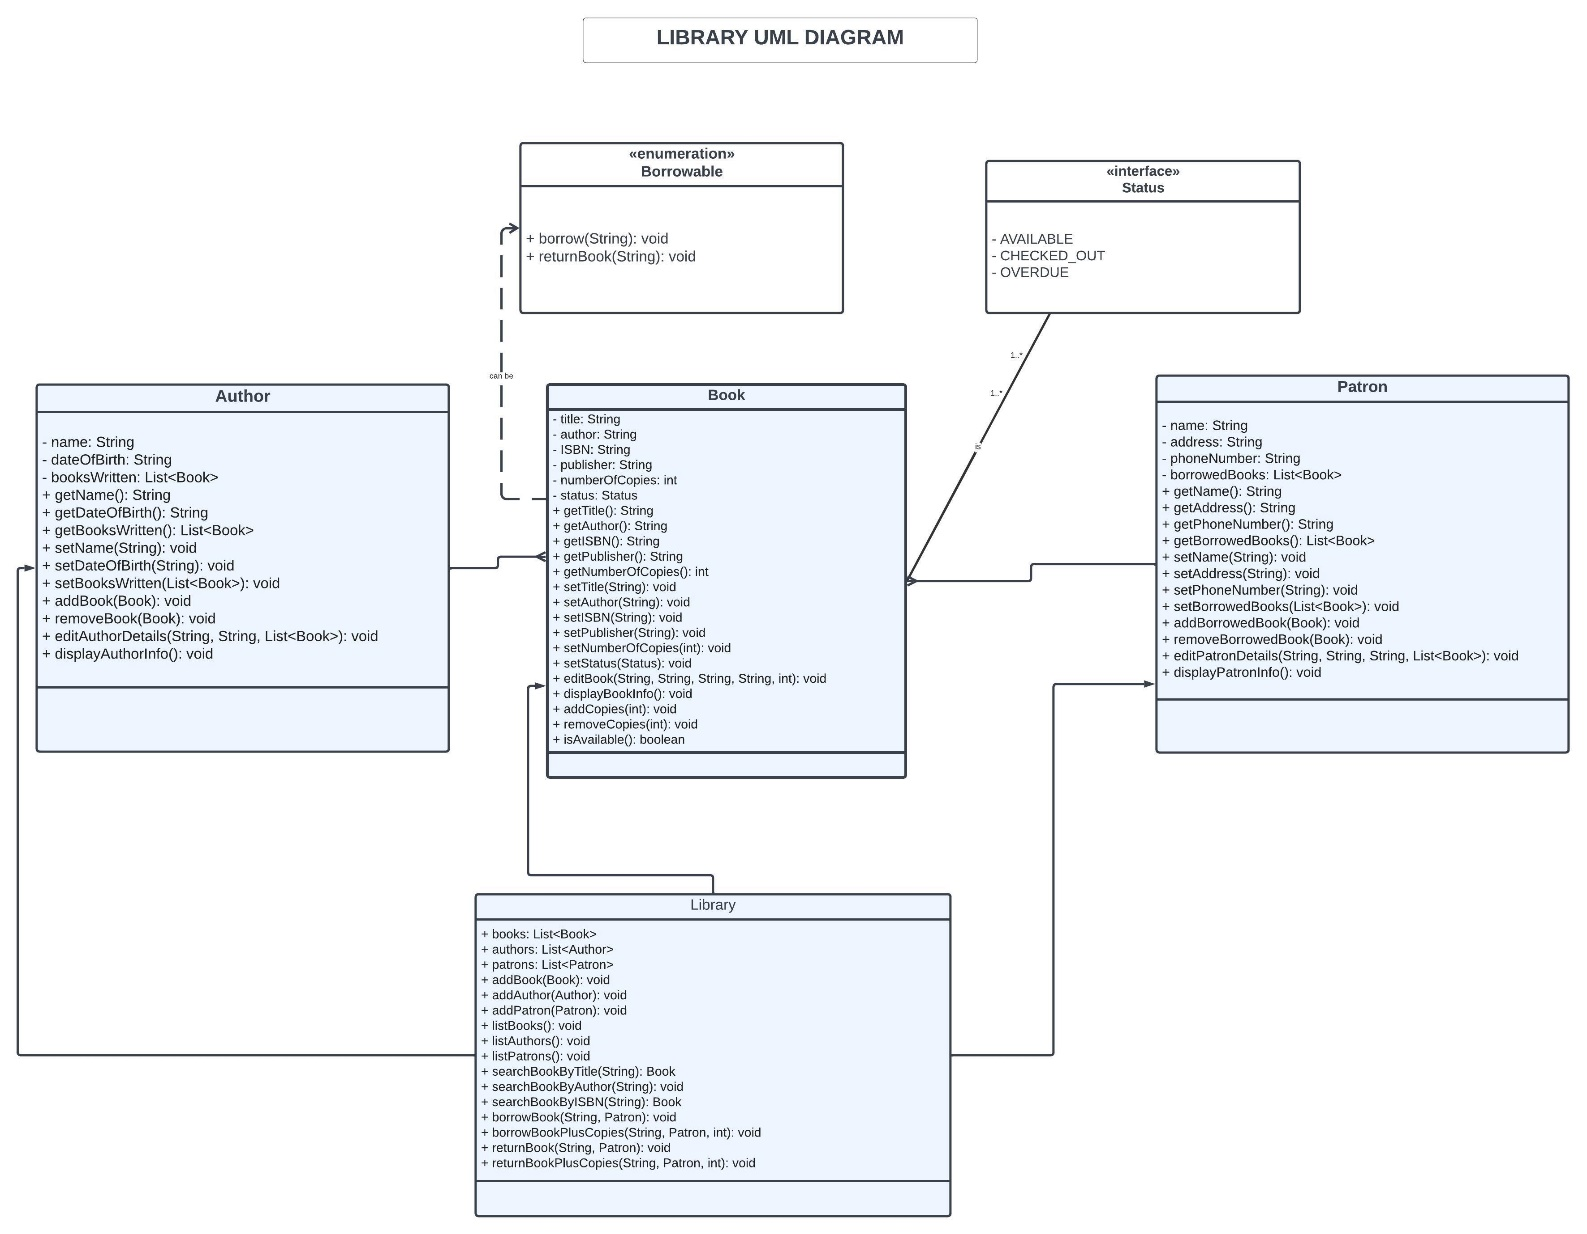 LIBRARY UML DIAGRAM
«enumeration»
Borrowable
+ borrow(String): void
+ returnBook(String): void
«interface»
Status
- AVAILABLE
- CHECKED_OUT
- OVERDUE
1..*
1..*
is
can be
Author
- name: String
- dateOfBirth: String
- booksWritten: List<Book>
+ getName(): String
+ getDateOfBirth(): String
+ getBooksWritten(): List<Book>
+ setName(String): void
+ setDateOfBirth(String): void
+ setBooksWritten(List<Book>): void
+ addBook(Book): void
+ removeBook(Book): void
+ editAuthorDetails(String, String, List<Book>): void
+ displayAuthorInfo(): void
Book
- title: String
- author: String
- ISBN: String
- publisher: String
- numberOfCopies: int
- status: Status
+ getTitle(): String
+ getAuthor(): String
+ getISBN(): String
+ getPublisher(): String
+ getNumberOfCopies(): int
+ setTitle(String): void
+ setAuthor(String): void
+ setISBN(String): void
+ setPublisher(String): void
+ setNumberOfCopies(int): void
+ setStatus(Status): void
+ editBook(String, String, String, String, int): void
+ displayBookInfo(): void
+ addCopies(int): void
+ removeCopies(int): void
+ isAvailable(): boolean
Patron
- name: String
- address: String
- phoneNumber: String
- borrowedBooks: List<Book>
+ getName(): String
+ getAddress(): String
+ getPhoneNumber(): String
+ getBorrowedBooks(): List<Book>
+ setName(String): void
+ setAddress(String): void
+ setPhoneNumber(String): void
+ setBorrowedBooks(List<Book>): void
+ addBorrowedBook(Book): void
+ removeBorrowedBook(Book): void
+ editPatronDetails(String, String, String, List<Book>): void
+ displayPatronInfo(): void
Library
+ books: List<Book>
+ authors: List<Author>
+ patrons: List<Patron>
+ addBook(Book): void
+ addAuthor(Author): void
+ addPatron(Patron): void
+ listBooks(): void
+ listAuthors(): void
+ listPatrons(): void
+ searchBookByTitle(String): Book
+ searchBookByAuthor(String): void
+ searchBookByISBN(String): Book
+ borrowBook(String, Patron): void
+ borrowBookPlusCopies(String, Patron, int): void
+ returnBook(String, Patron): void
+ returnBookPlusCopies(String, Patron, int): void